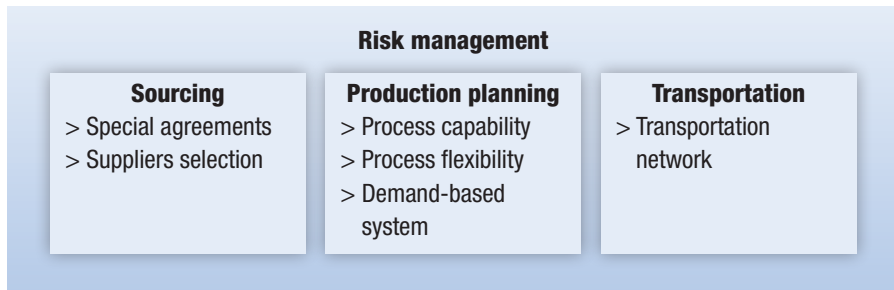 Risk management
Sourcing
> Special agreements
> Suppliers selection
Production planning
> Process capability
> Process flexibility
> Demand-based
system
Transportation
> Transportation
network